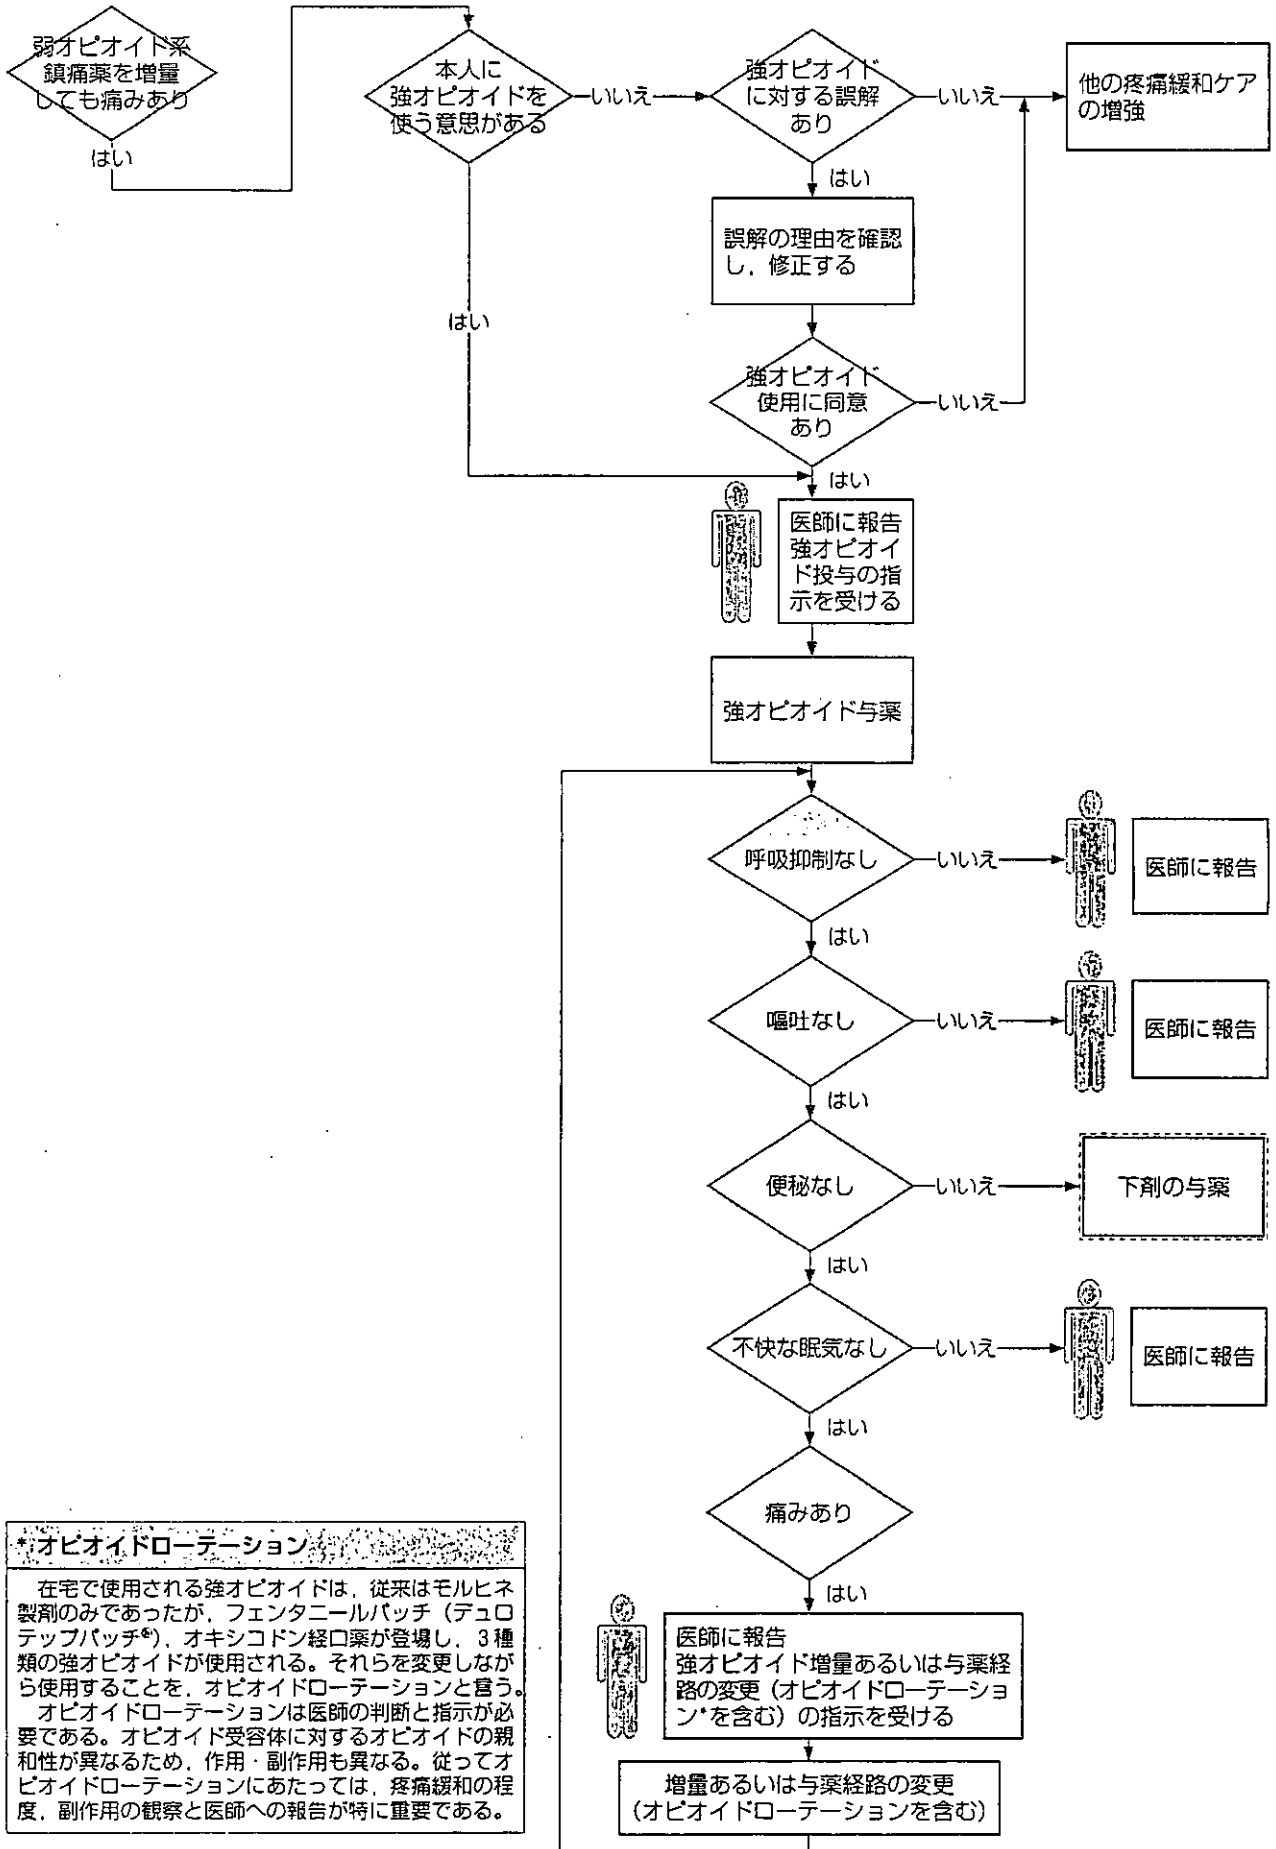 弱オピオイド系
鎮痛薬を増量
しても痛みあり
はい
本人に
強オピオイドを
使う意思がある
いいえ
強オピオイド
に対する誤解
あり
いいえ
他の疼痛緩和ケア
の増強
はい
誤解の理由を確認
し，修正する
はい
強オピオイド
使用に同意
あり
いいえ
はい
医師に報告
強オピオイ
ド投与の指
示を受ける
強オピオイド与薬
呼吸抑制なし
いいえ
医師に報告
はい
嘔吐なし
いいえ
医師に報告
はい
便秘なし
いいえ
下剤の与薬
はい
不快な眠気なし
いいえ
医師に報告
はい
痛みあり
はい
医師に報告
強オピオイド増量あるいは与薬経
路の変更（オピオイドローテーショ
ン*を含む）の指示を受ける
増量あるいは与薬経路の変更
（オピオイドローテーションを含む）
*オピオイドローテーション
在宅で使用される強オピオイドは，従来はモルヒネ
製剤のみであったが，フェンタニールパッチ（デュロ
テップパッチ®），オキシコドン経口薬が登場し，3種
類の強オピオイドが使用される。それらを変更しなが
ら使用することを，オピオイドローテーションと言う。
オピオイドローテーションは医師の判断と指示が必
要である。オピオイド受容体に対するオピオイドの親
和性が異なるため，作用・副作用も異なる。従ってオ
ピオイドローテーションにあたっては，疼痛緩和の程
度，副作用の観察と医師への報告が特に重要である。